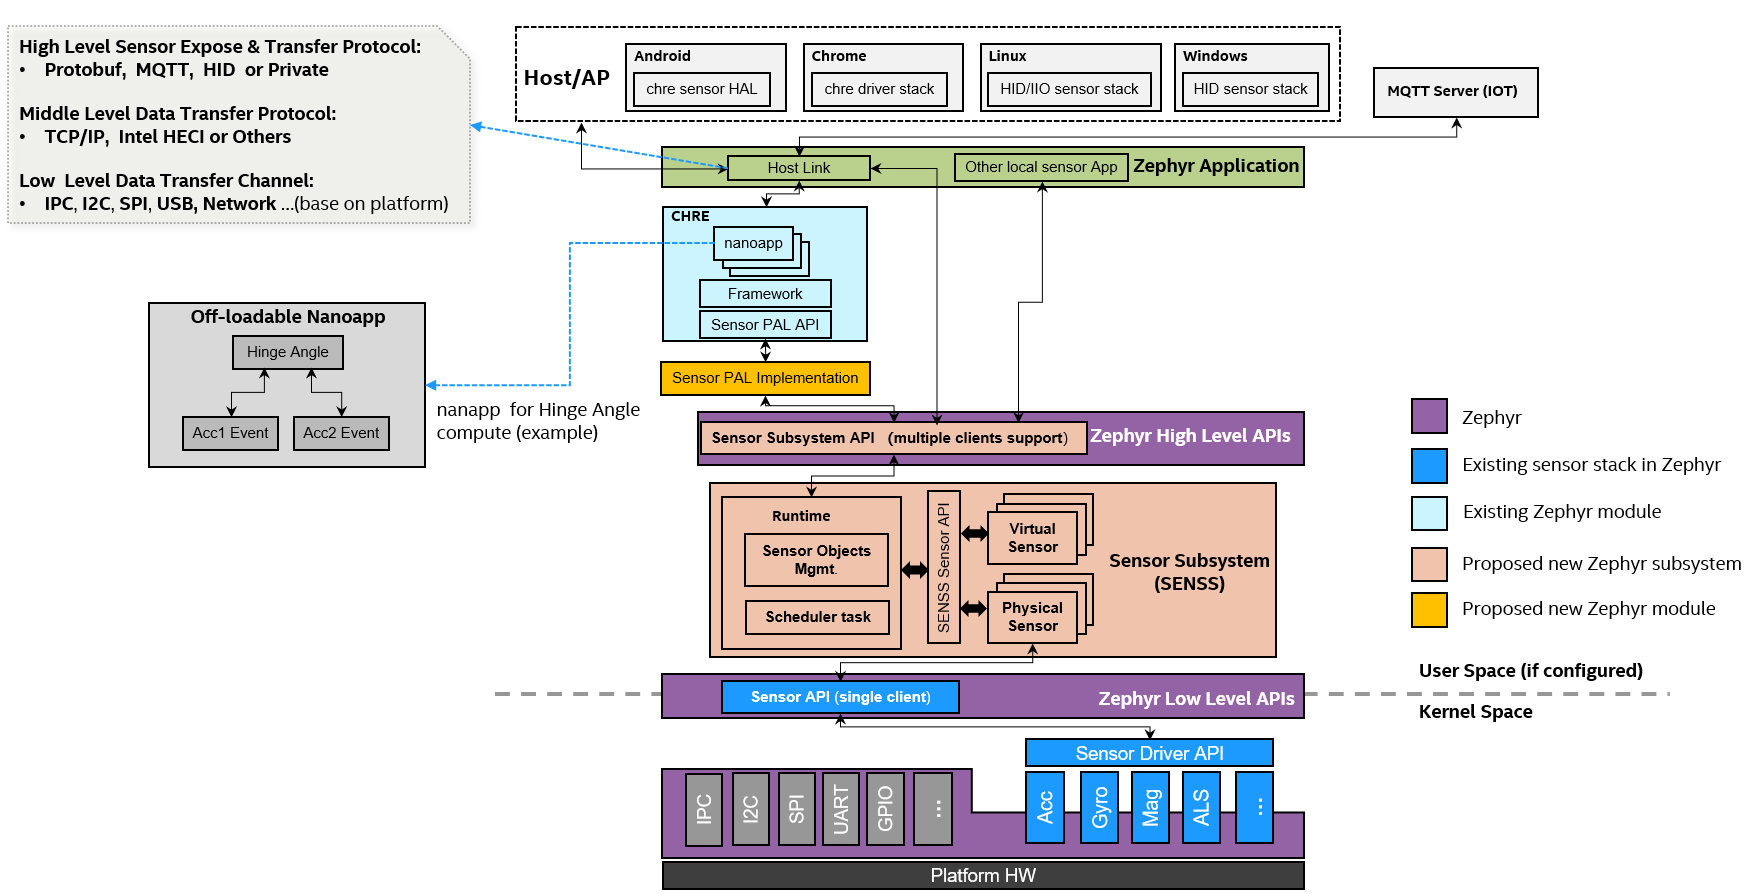 High Level Sensor Expose & Transfer Protocol:
• Protobuf, MQTT, HID or Private
Middle Level Data Transfer Protocol:
• TCP/IP, Intel HECI or Others
Low Level Data Transfer Channel:
• IPC, I2C, SPI, USB, Network ...(base on platform)
Host/AP
Android
chre sensor HAL
Chrome
chre driver stack
Linux
HID/IIO sensor stack
Windows
HID sensor stack
MQTT Server (IOT)
Host Link
Other local sensor App
Zephyr Application
CHRE
nanoapp
Framework
Sensor PAL API
Off-loadable Nanoapp
Hinge Angle
Acc1 Event
Acc2 Event
nanapp for Hinge Angle
compute (example)
Sensor PAL Implementation
Sensor Subsystem API (multiple clients support)
Zephyr High Level APIs
Runtime
Sensor Objects
Mgmt.
Scheduler task
SENSS Sensor API
Virtual
Sensor
Physical
Sensor
Sensor Subsystem
(SENSS)
Zephyr
Existing sensor stack in Zephyr
Existing Zephyr module
Proposed new Zephyr subsystem
Proposed new Zephyr module
Sensor API (single client)
Zephyr Low Level APIs
User Space (if configured)
Kernel Space
Sensor Driver API
IPC
I2C
SPI
UART
GPIO
...
Acc
Gyro
Mag
ALS
...
Platform HW